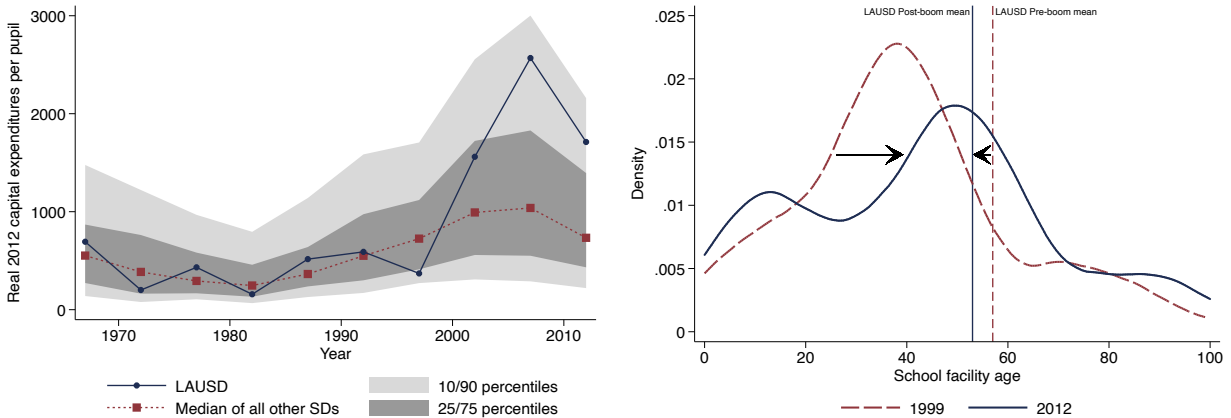 Real 2012 capital expenditures per pupil
3000
2000
1000
0
1970 1980 1990 2000 2010
Year
LAUSD 10/90 percentiles
Median of all other SDs 25/75 percentiles
LAUSD Post-boom mean LAUSD Pre-boom mean
Density
.025
.02
.015
.01
.005
0
0 20 40 60 80 100
School facility age
1999 2012